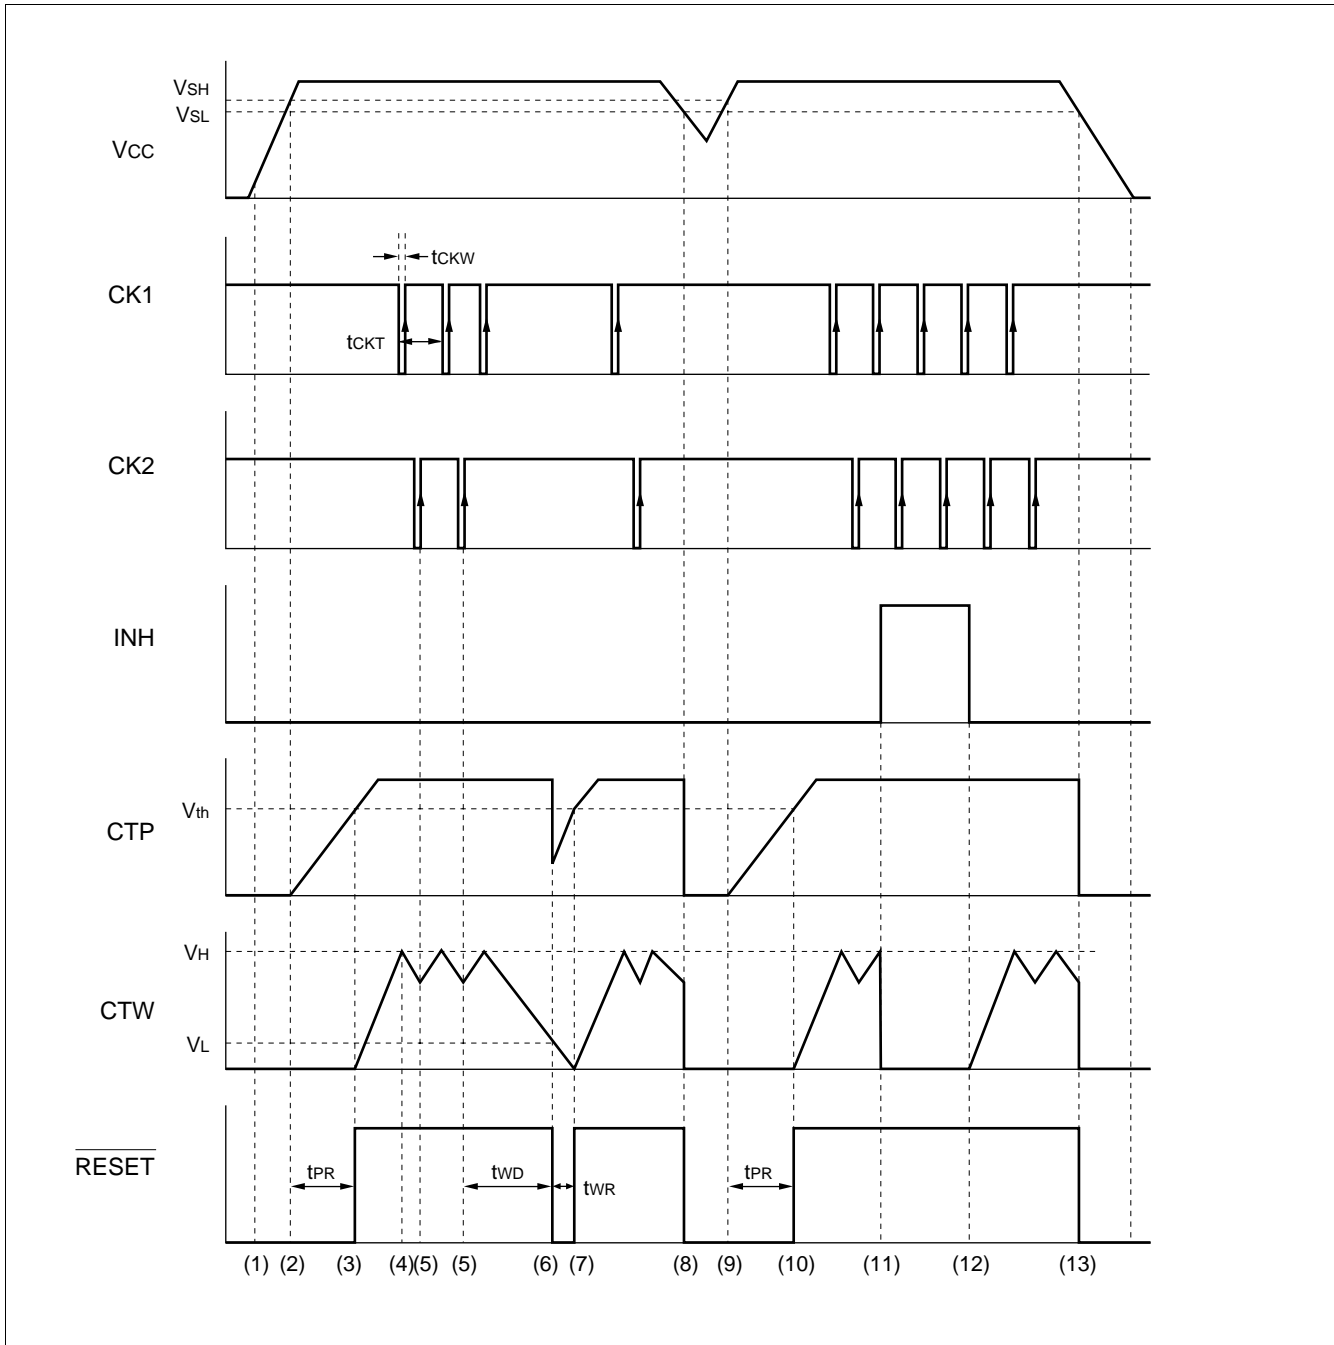 VSH
VSL
VCC
tCKW
CK1
tCKT
CK2
INH
Vth
CTP
VH
CTW
VL
RESET
tPR tWD tWR tPR
(1) (2) (3) (4)(5) (5) (6) (7) (8) (9) (10) (11) (12) (13)